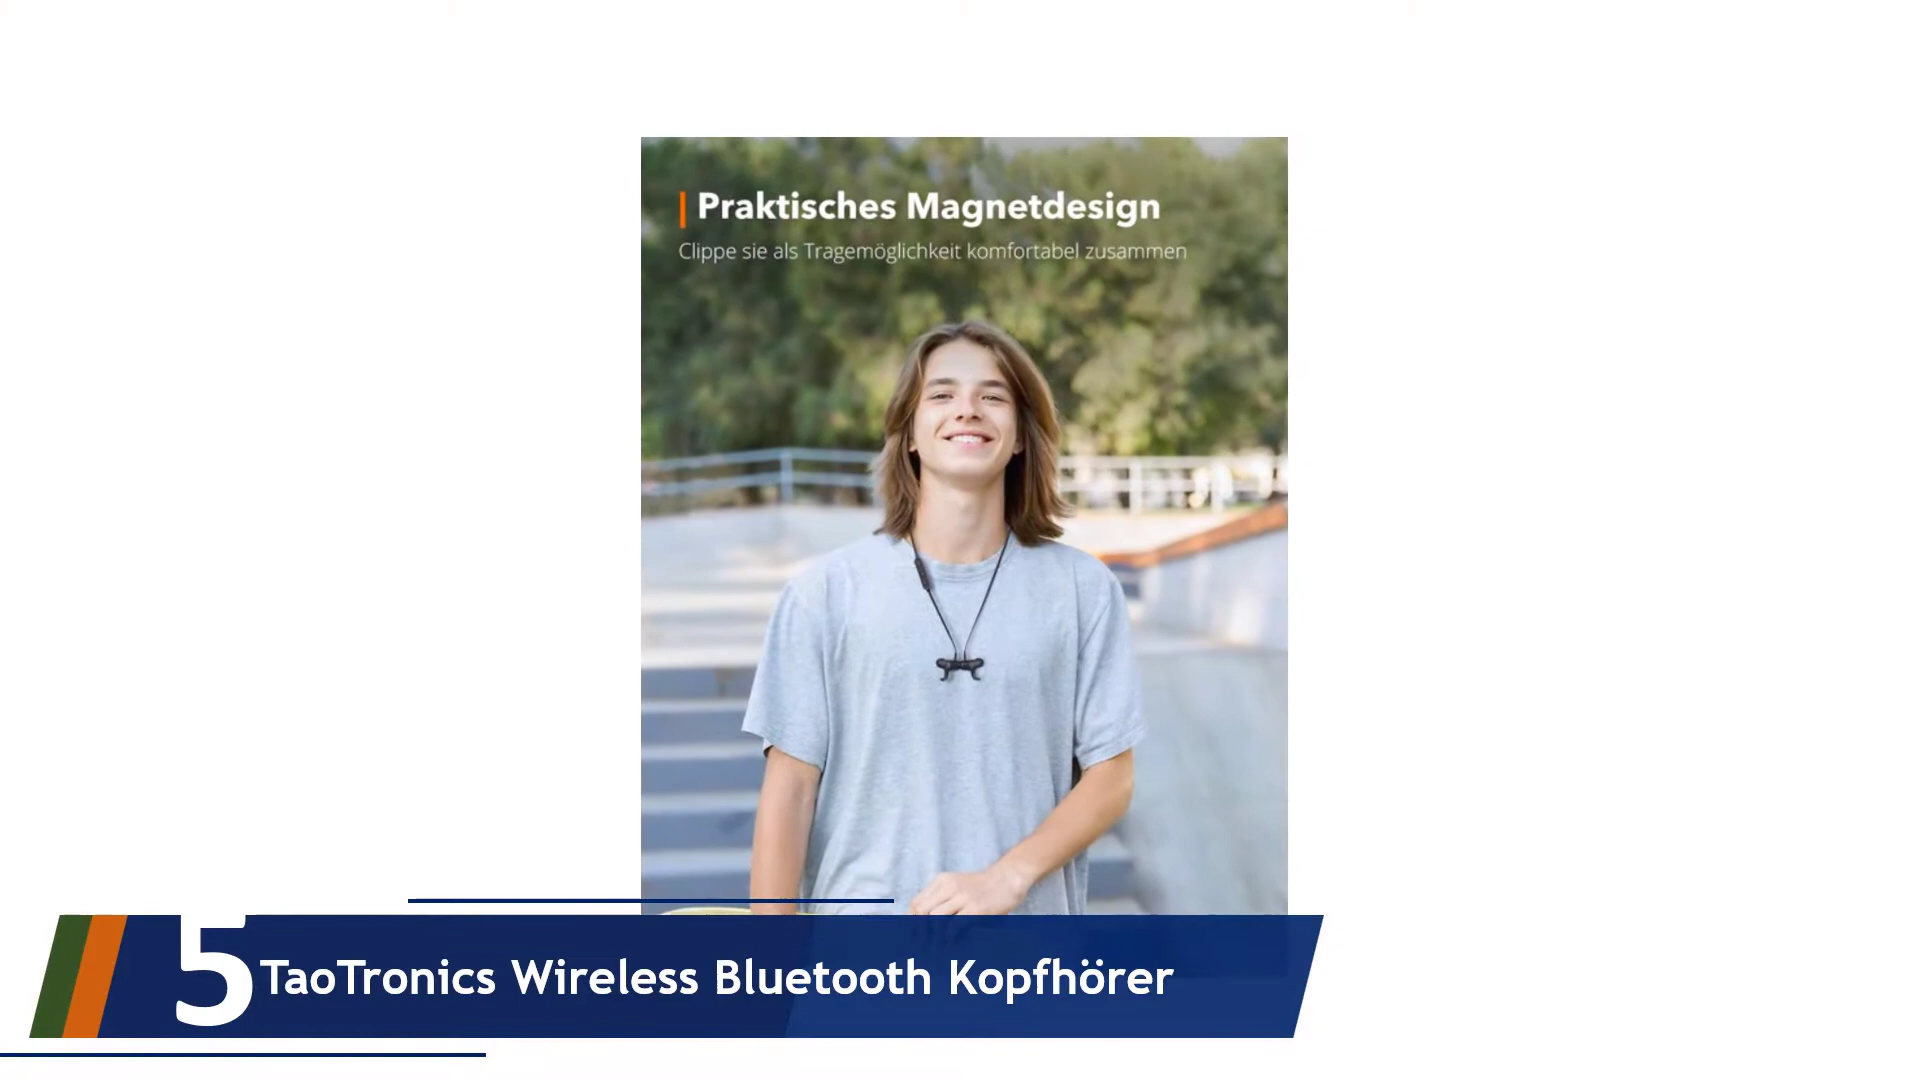 Praktisches Magnetdesign
Clippe sie als Tragemöglichkeit komfortabel zusammen
5 TaoTronics Wireless Bluetooth Kopfhörer